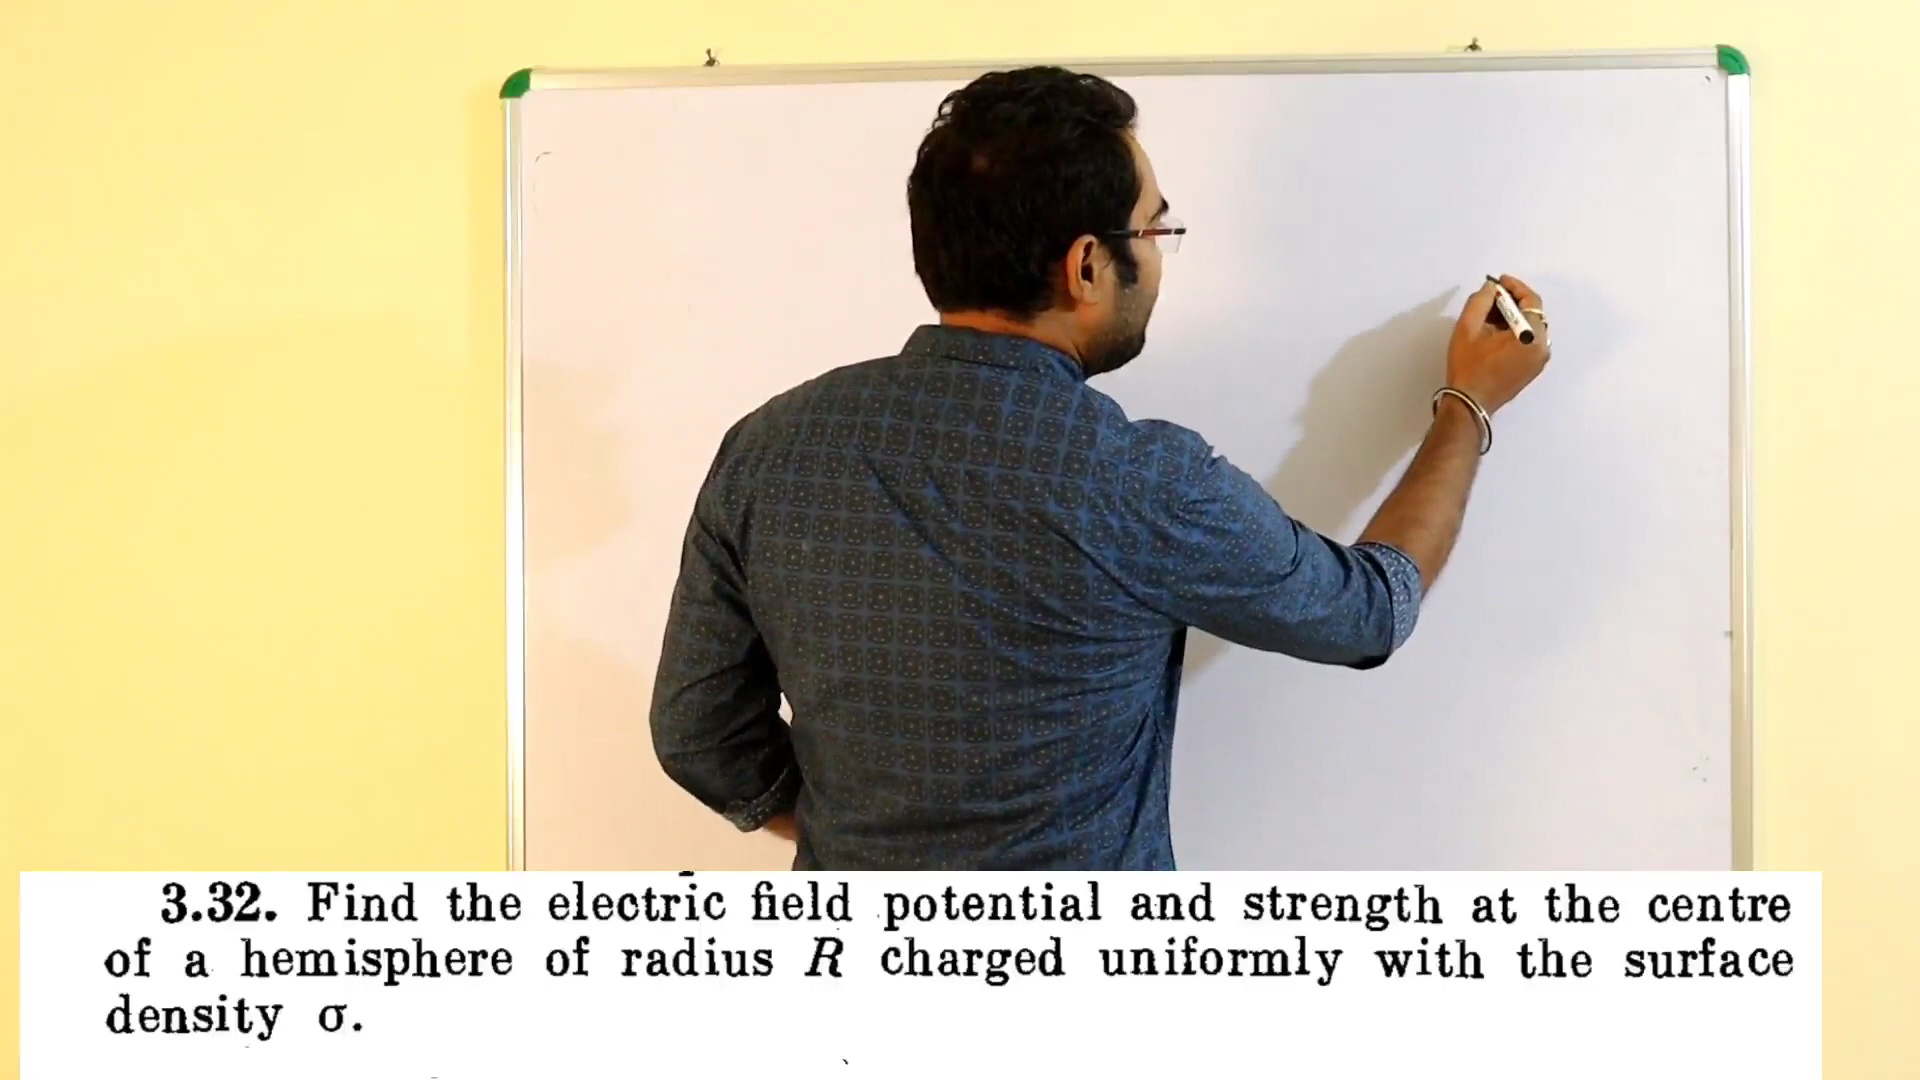 3.32. Find the electric field potential and strength at the centre
of a hemisphere of radius R charged uniformly with the surface
density σ.